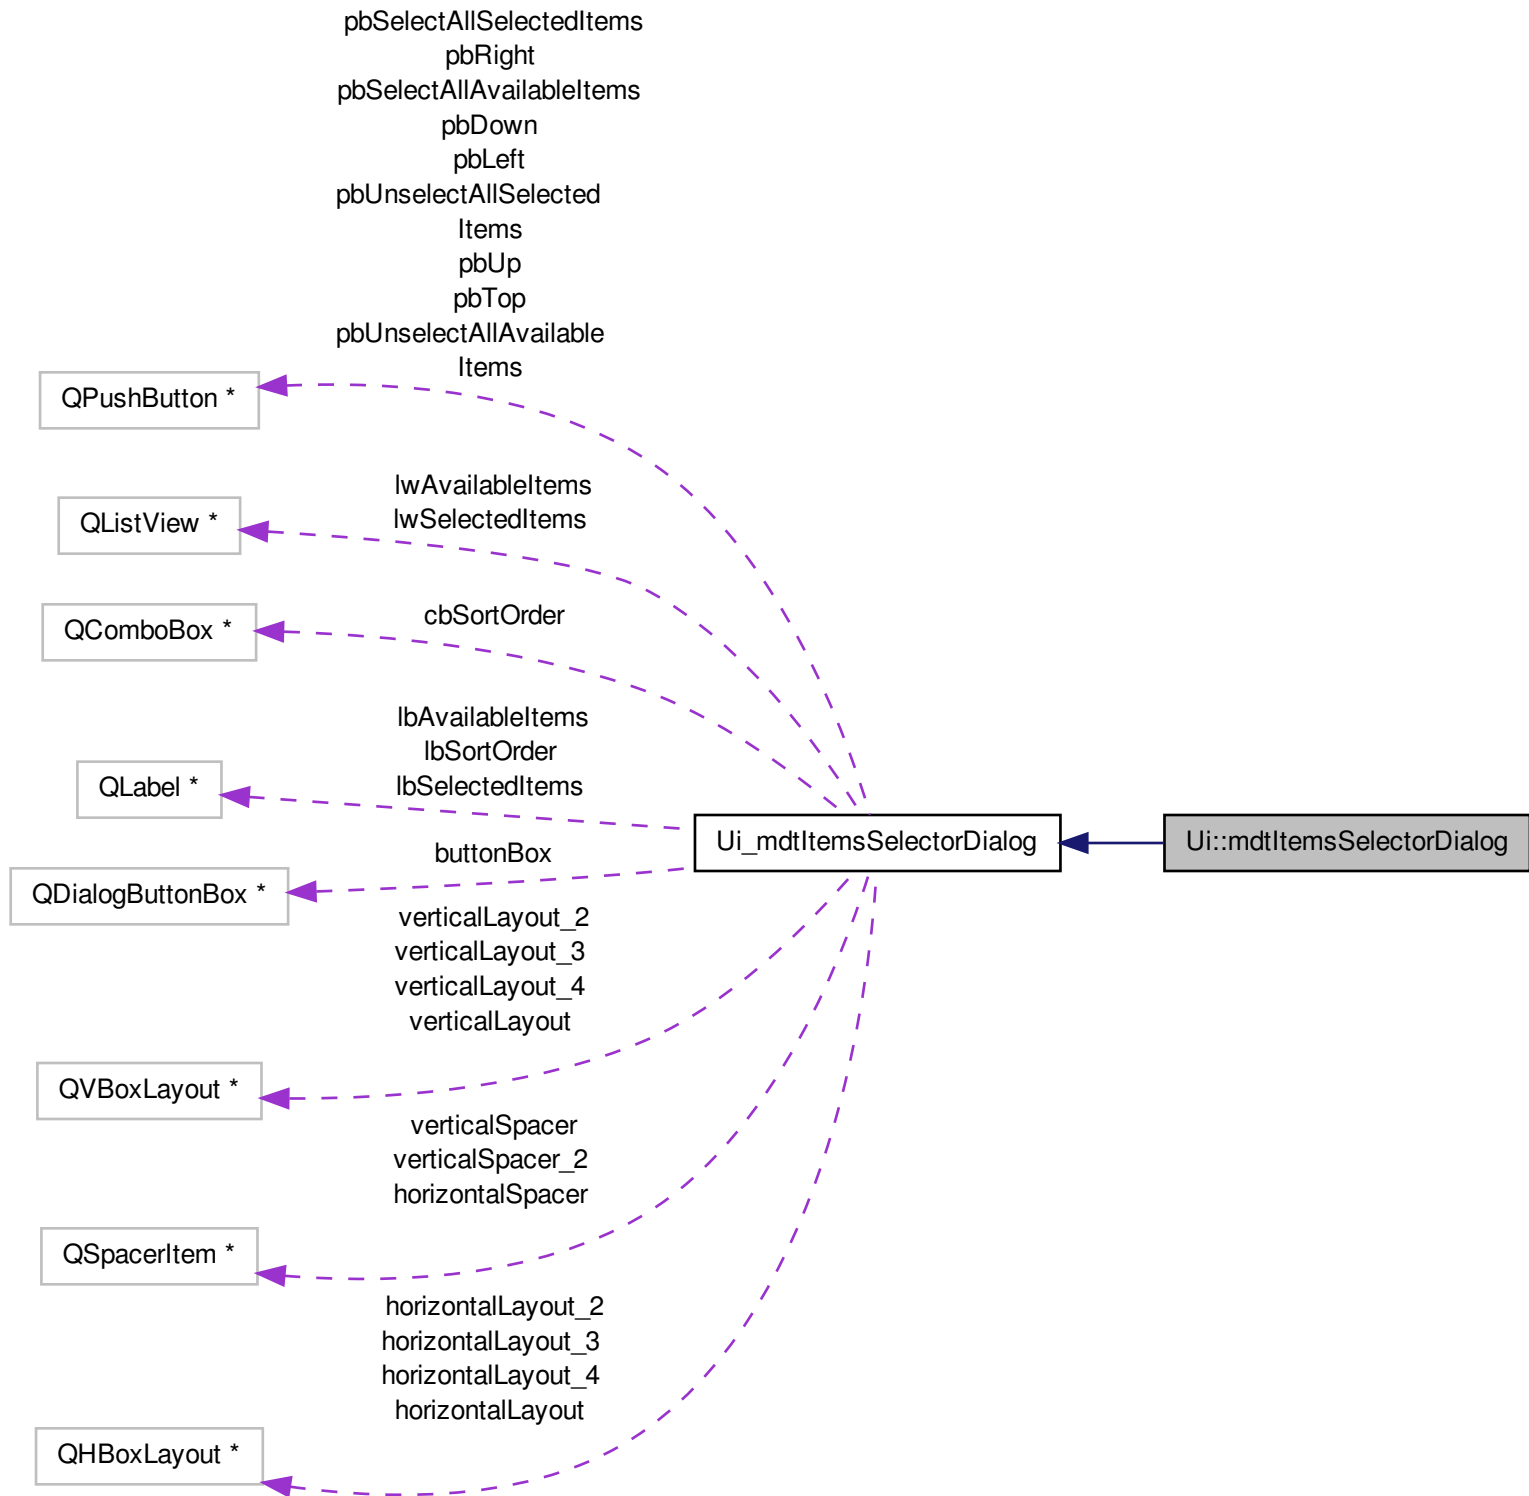 pbSelectAllSelectedItems
pbRight
pbSelectAllAvailableItems
pbDown
pbLeft
pbUnselectAllSelected
Items
pbUp
pbTop
pbUnselectAllAvailable
Items
QPushButton *
lwAvailableItems
lwSelectedItems
QListView *
cbSortOrder
QComboBox *
lbAvailableItems
lbSortOrder
lbSelectedItems
QLabel *
Ui_mdtItemsSelectorDialog
Ui::mdtItemsSelectorDialog
buttonBox
QDialogButtonBox *
verticalLayout_2
verticalLayout_3
verticalLayout_4
verticalLayout
QVBoxLayout *
verticalSpacer
verticalSpacer_2
horizontalSpacer
QSpacerItem *
horizontalLayout_2
horizontalLayout_3
horizontalLayout_4
horizontalLayout
QHBoxLayout *